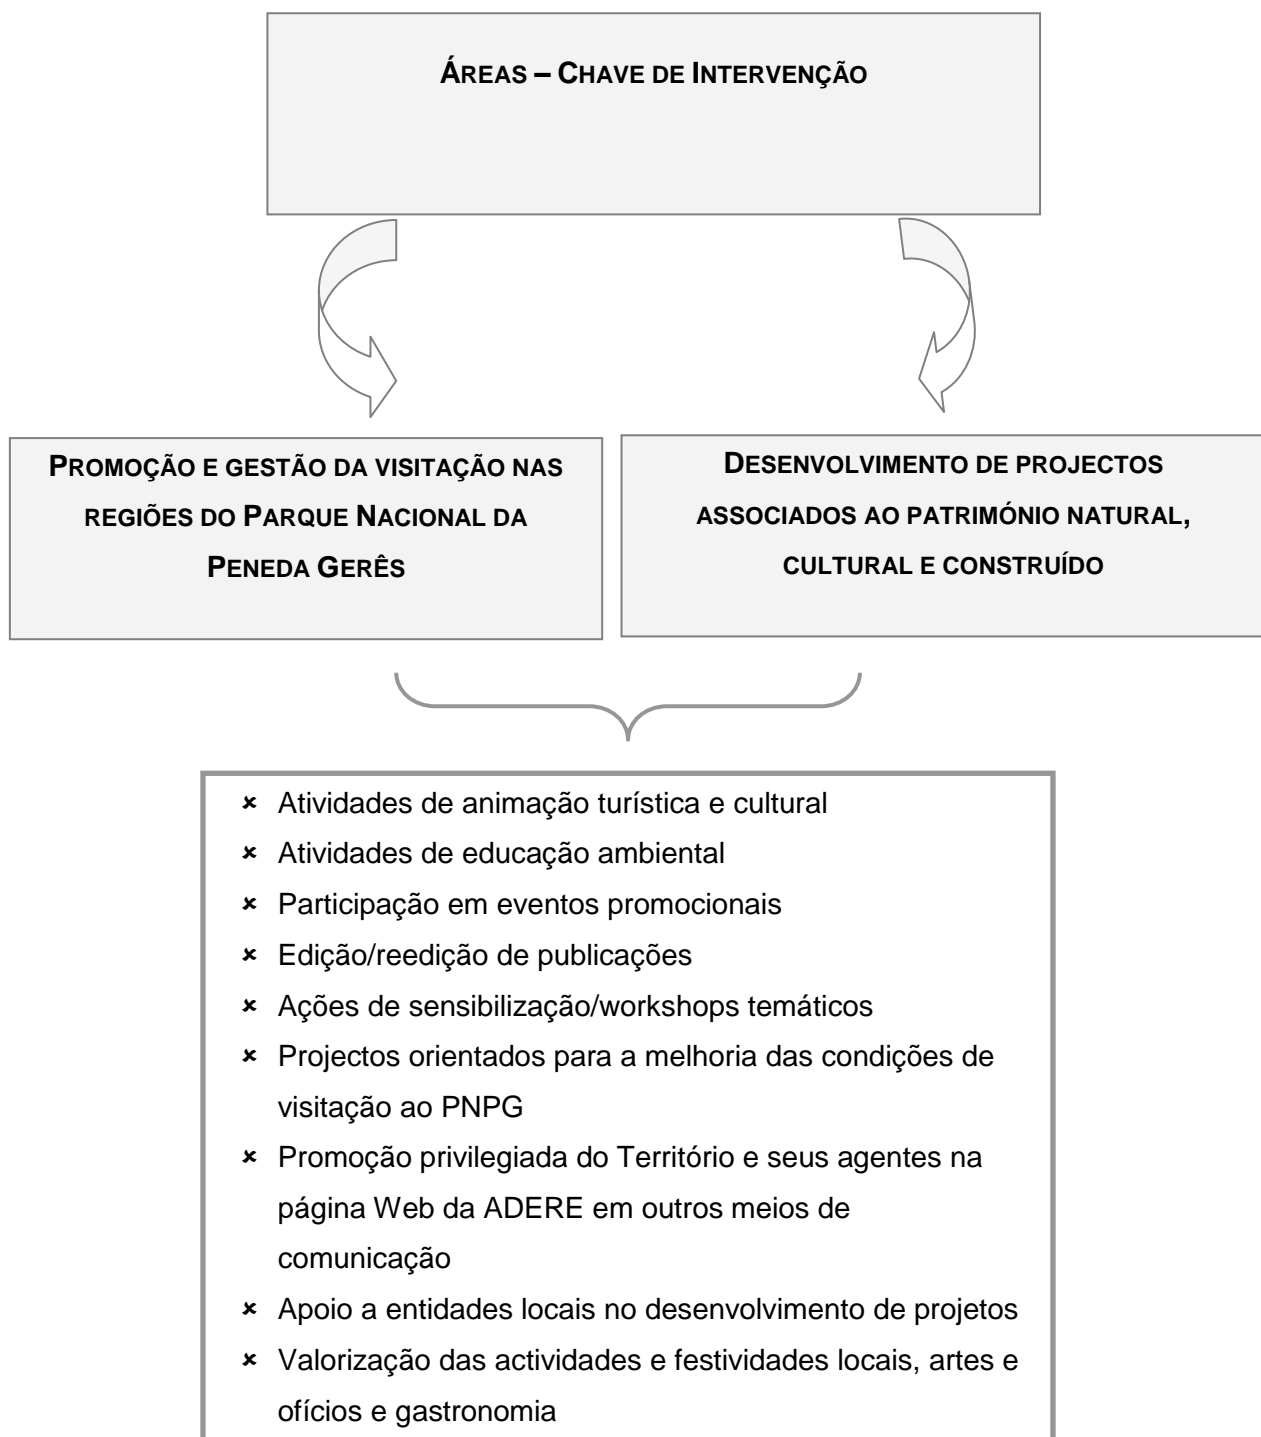 ÁREAS – CHAVE DE INTERVENÇÃO
PROMOÇÃO E GESTÃO DA VISITAÇÃO NAS
REGIÕES DO PARQUE NACIONAL DA
PENEDA GERÊS
DESENVOLVIMENTO DE PROJECTOS
ASSOCIADOS AO PATRIMÓNIO NATURAL,
CULTURAL E CONSTRUÍDO
× Atividades de animação turística e cultural
× Atividades de educação ambiental
× Participação em eventos promocionais
× Edição/reedição de publicações
× Ações de sensibilização/workshops temáticos
× Projectos orientados para a melhoria das condições de
visitação ao PNPG
× Promoção privilegiada do Território e seus agentes na
página Web da ADERE em outros meios de
comunicação
× Apoio a entidades locais no desenvolvimento de projetos
× Valorização das actividades e festividades locais, artes e
ofícios e gastronomia